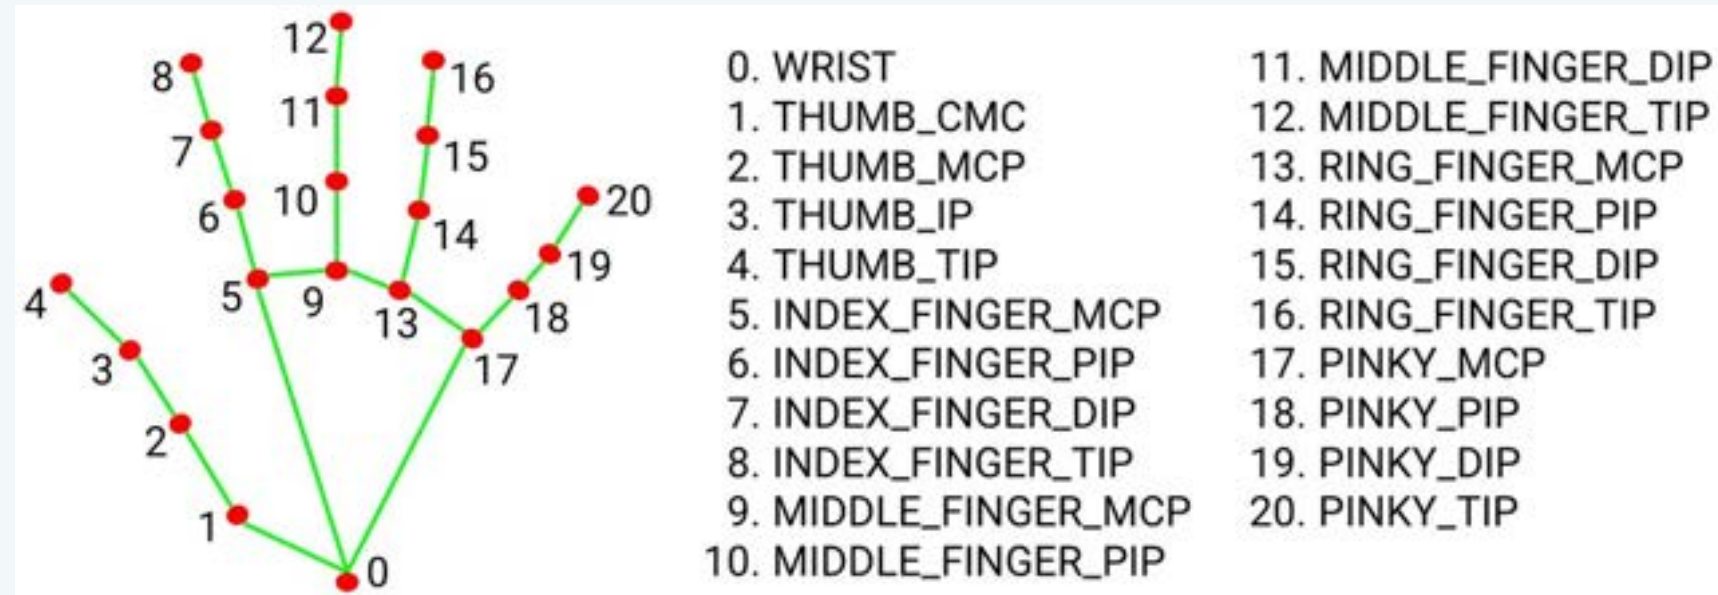 12
8
16
11
7
15
10
6
20
14
19
4
5
9
13
18
3
17
2
1
0
0. WRIST
1. THUMB_CMC
2. THUMB_MCP
3. THUMB_IP
4. THUMB_TIP
5. INDEX_FINGER_MCP
6. INDEX_FINGER_PIP
7. INDEX_FINGER_DIP
8. INDEX_FINGER_TIP
9. MIDDLE_FINGER_MCP
10. MIDDLE_FINGER_PIP
11. MIDDLE_FINGER_DIP
12. MIDDLE_FINGER_TIP
13. RING_FINGER_MCP
14. RING_FINGER_PIP
15. RING_FINGER_DIP
16. RING_FINGER_TIP
17. PINKY_MCP
18. PINKY_PIP
19. PINKY_DIP
20. PINKY_TIP